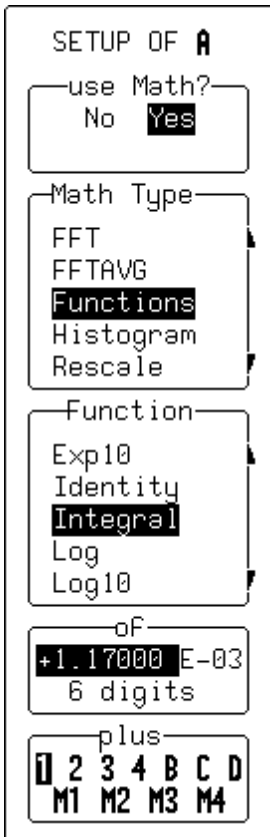 SETUP OF A
use Math?
No Yes
Math Type
FFT
FFTAVG
Functions
Histogram
Rescale
Function
Exp10
Identity
Integral
Log
Log10
of
+1.17000 E-03
6 digits
plus
1 2 3 4 B C D
M1 M2 M3 M4